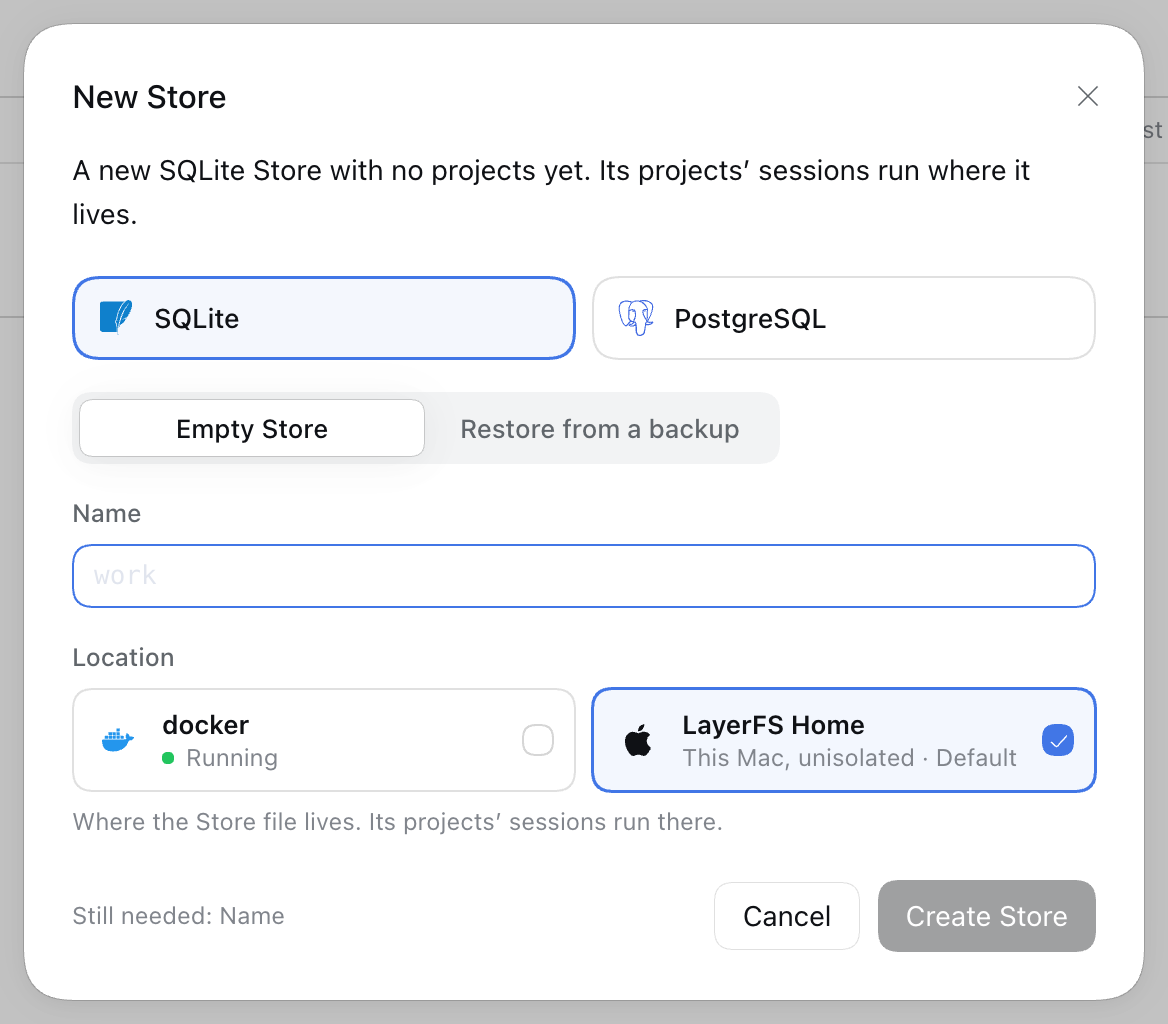 New Store
st
A new SQLite Store with no projects yet. Its projects’ sessions run where it
lives.
SQLite
PostgreSQL
Empty Store
Restore from a backup
Name
work
Location
docker
Running
LayerFS Home
This Mac, unisolated · Default
Where the Store file lives. Its projects’ sessions run there.
Still needed: Name
Cancel
Create Store